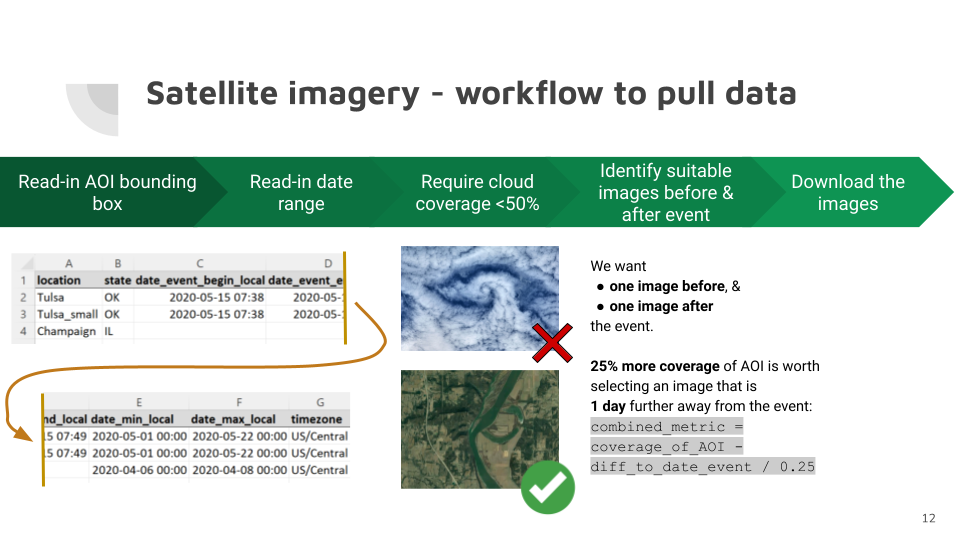 Satellite imagery - workflow to pull data
Read-in AOI bounding
box
Read-in date
range
Require cloud
coverage <50%
Identify suitable
images before &
after event
Download the
images
A B C D
1 location state date_event_begin_local date_event_e
2 Tulsa OK 2020-05-15 07:38 2020-05-
3 Tulsa_small OK 2020-05-15 07:38 2020-05-
4 Champaign IL
E F G
nd_local date_min_local date_max_local timezone
15 07:49 2020-05-01 00:00 2020-05-22 00:00 US/Central
15 07:49 2020-05-01 00:00 2020-05-22 00:00 US/Central
2020-04-06 00:00 2020-04-08 00:00 US/Central
We want
● one image before, &
● one image after
the event.
25% more coverage of AOI is worth
selecting an image that is
1 day further away from the event:
combined_metric =
coverage_of_AOI -
diff_to_date_event / 0.25
12